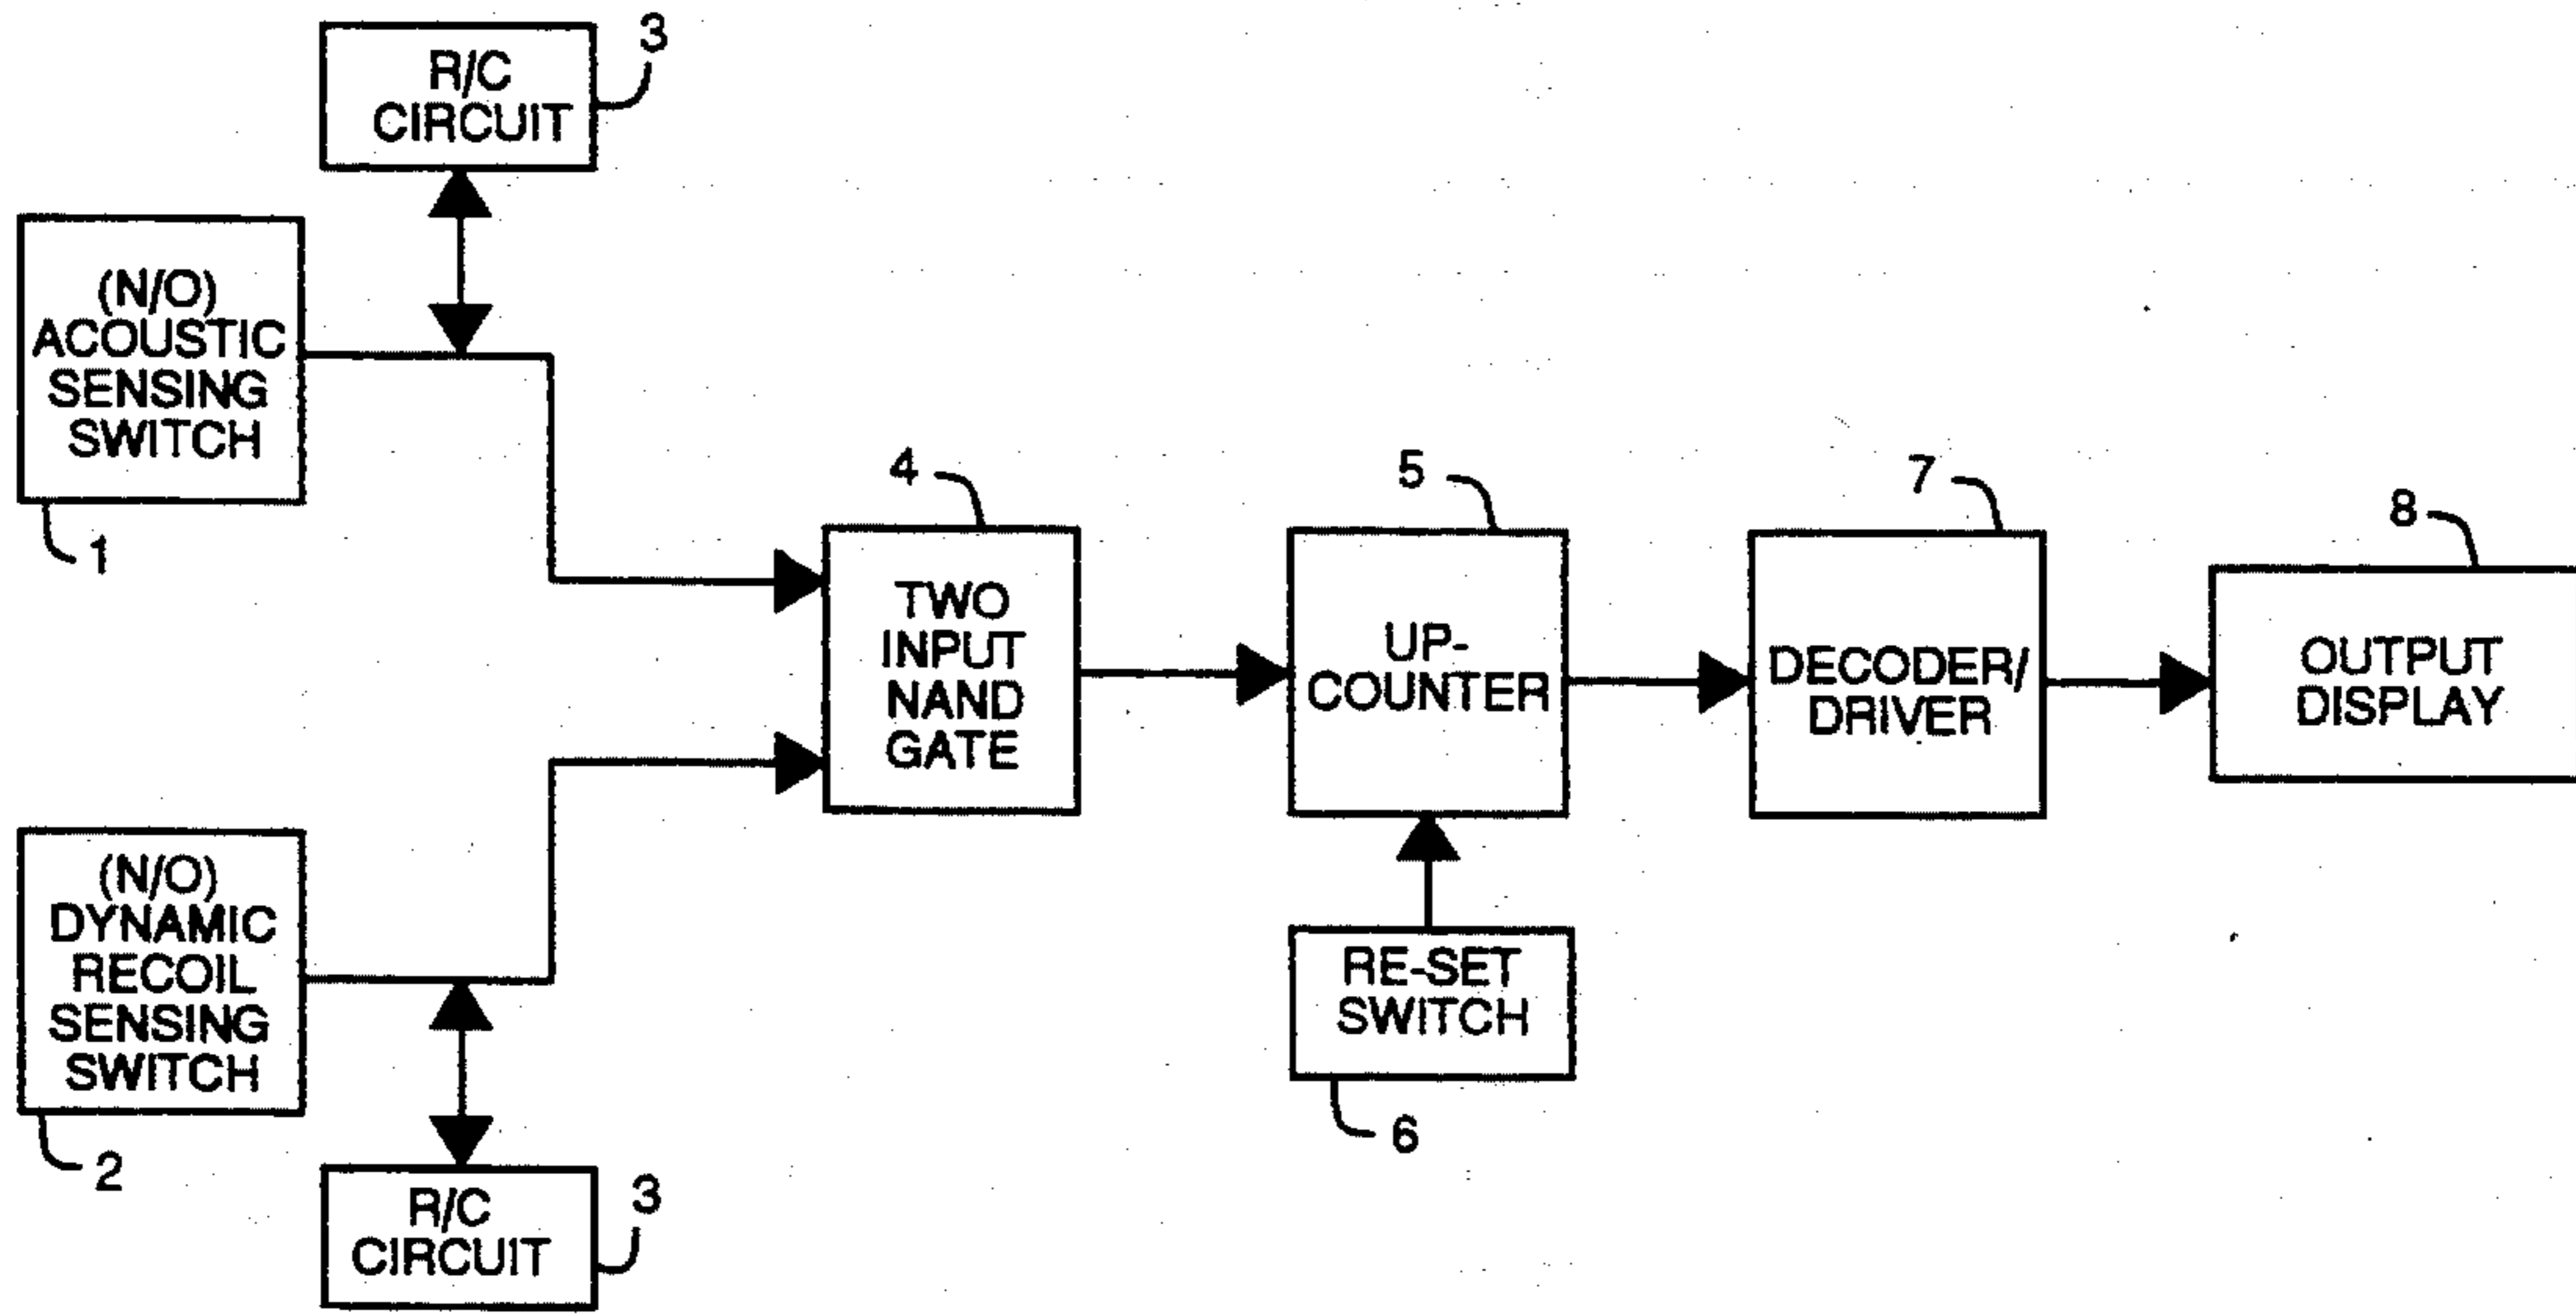 R/C
CIRCUIT
3
(N/O)
ACOUSTIC
SENSING
SWITCH
1
4
TWO
INPUT
NAND
GATE
5
UP-
COUNTER
7
DECODER/
DRIVER
8
OUTPUT
DISPLAY
(N/O)
DYNAMIC
RECOIL
SENSING
SWITCH
2
RE-SET
SWITCH
6
R/C
CIRCUIT
3